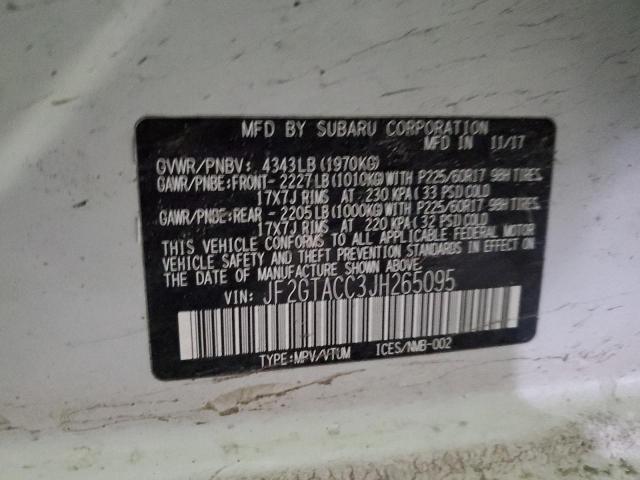 MFD BY SUBARU CORPORATION
MFD IN 11/17
GVWR/PNBV: 4343LB (1970KG)
GAWR/PNBE:FRONT-2227LB(1010KG)WITH P225/60R17 98H TIRES.
17X7J RIMS AT 230 KPA(33 PSI)COLD
GAWR/PNBE:REAR -2205LB(1000KG)WITH P225/60R17 98H TIRES.
17X7J RIMS AT 220 KPA(32 PSI)COLD
THIS VEHICLE CONFORMS TO ALL APPLICABLE FEDERAL MOTOR
VEHICLE SAFETY AND BUMPER STANDARDS IN EFFECT ON
THE DATE OF MANUFACTURE SHOWN ABOVE.
VIN: JF2GTACC3JH265095
TYPE:MPV/VTUM ICES/NMB-002